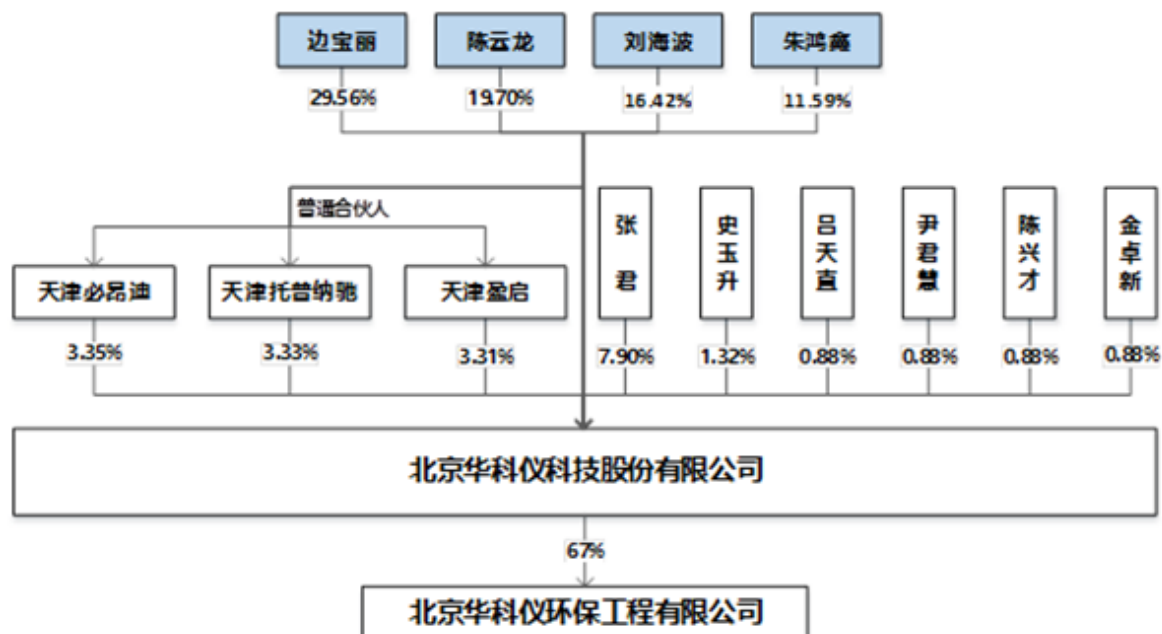 边宝丽 陈云龙 刘海波 朱鸿鑫
29.56% 19.70% 16.42% 11.59%
普通合伙人
张君 史玉升 吕天直 尹君慧 陈兴才 金卓新
天津必昂迪 天津托普纳驰 天津盈启
3.35% 3.33% 3.31% 7.90% 1.32% 0.88% 0.88% 0.88% 0.88%
北京华科仪科技股份有限公司
67%
北京华科仪环保工程有限公司